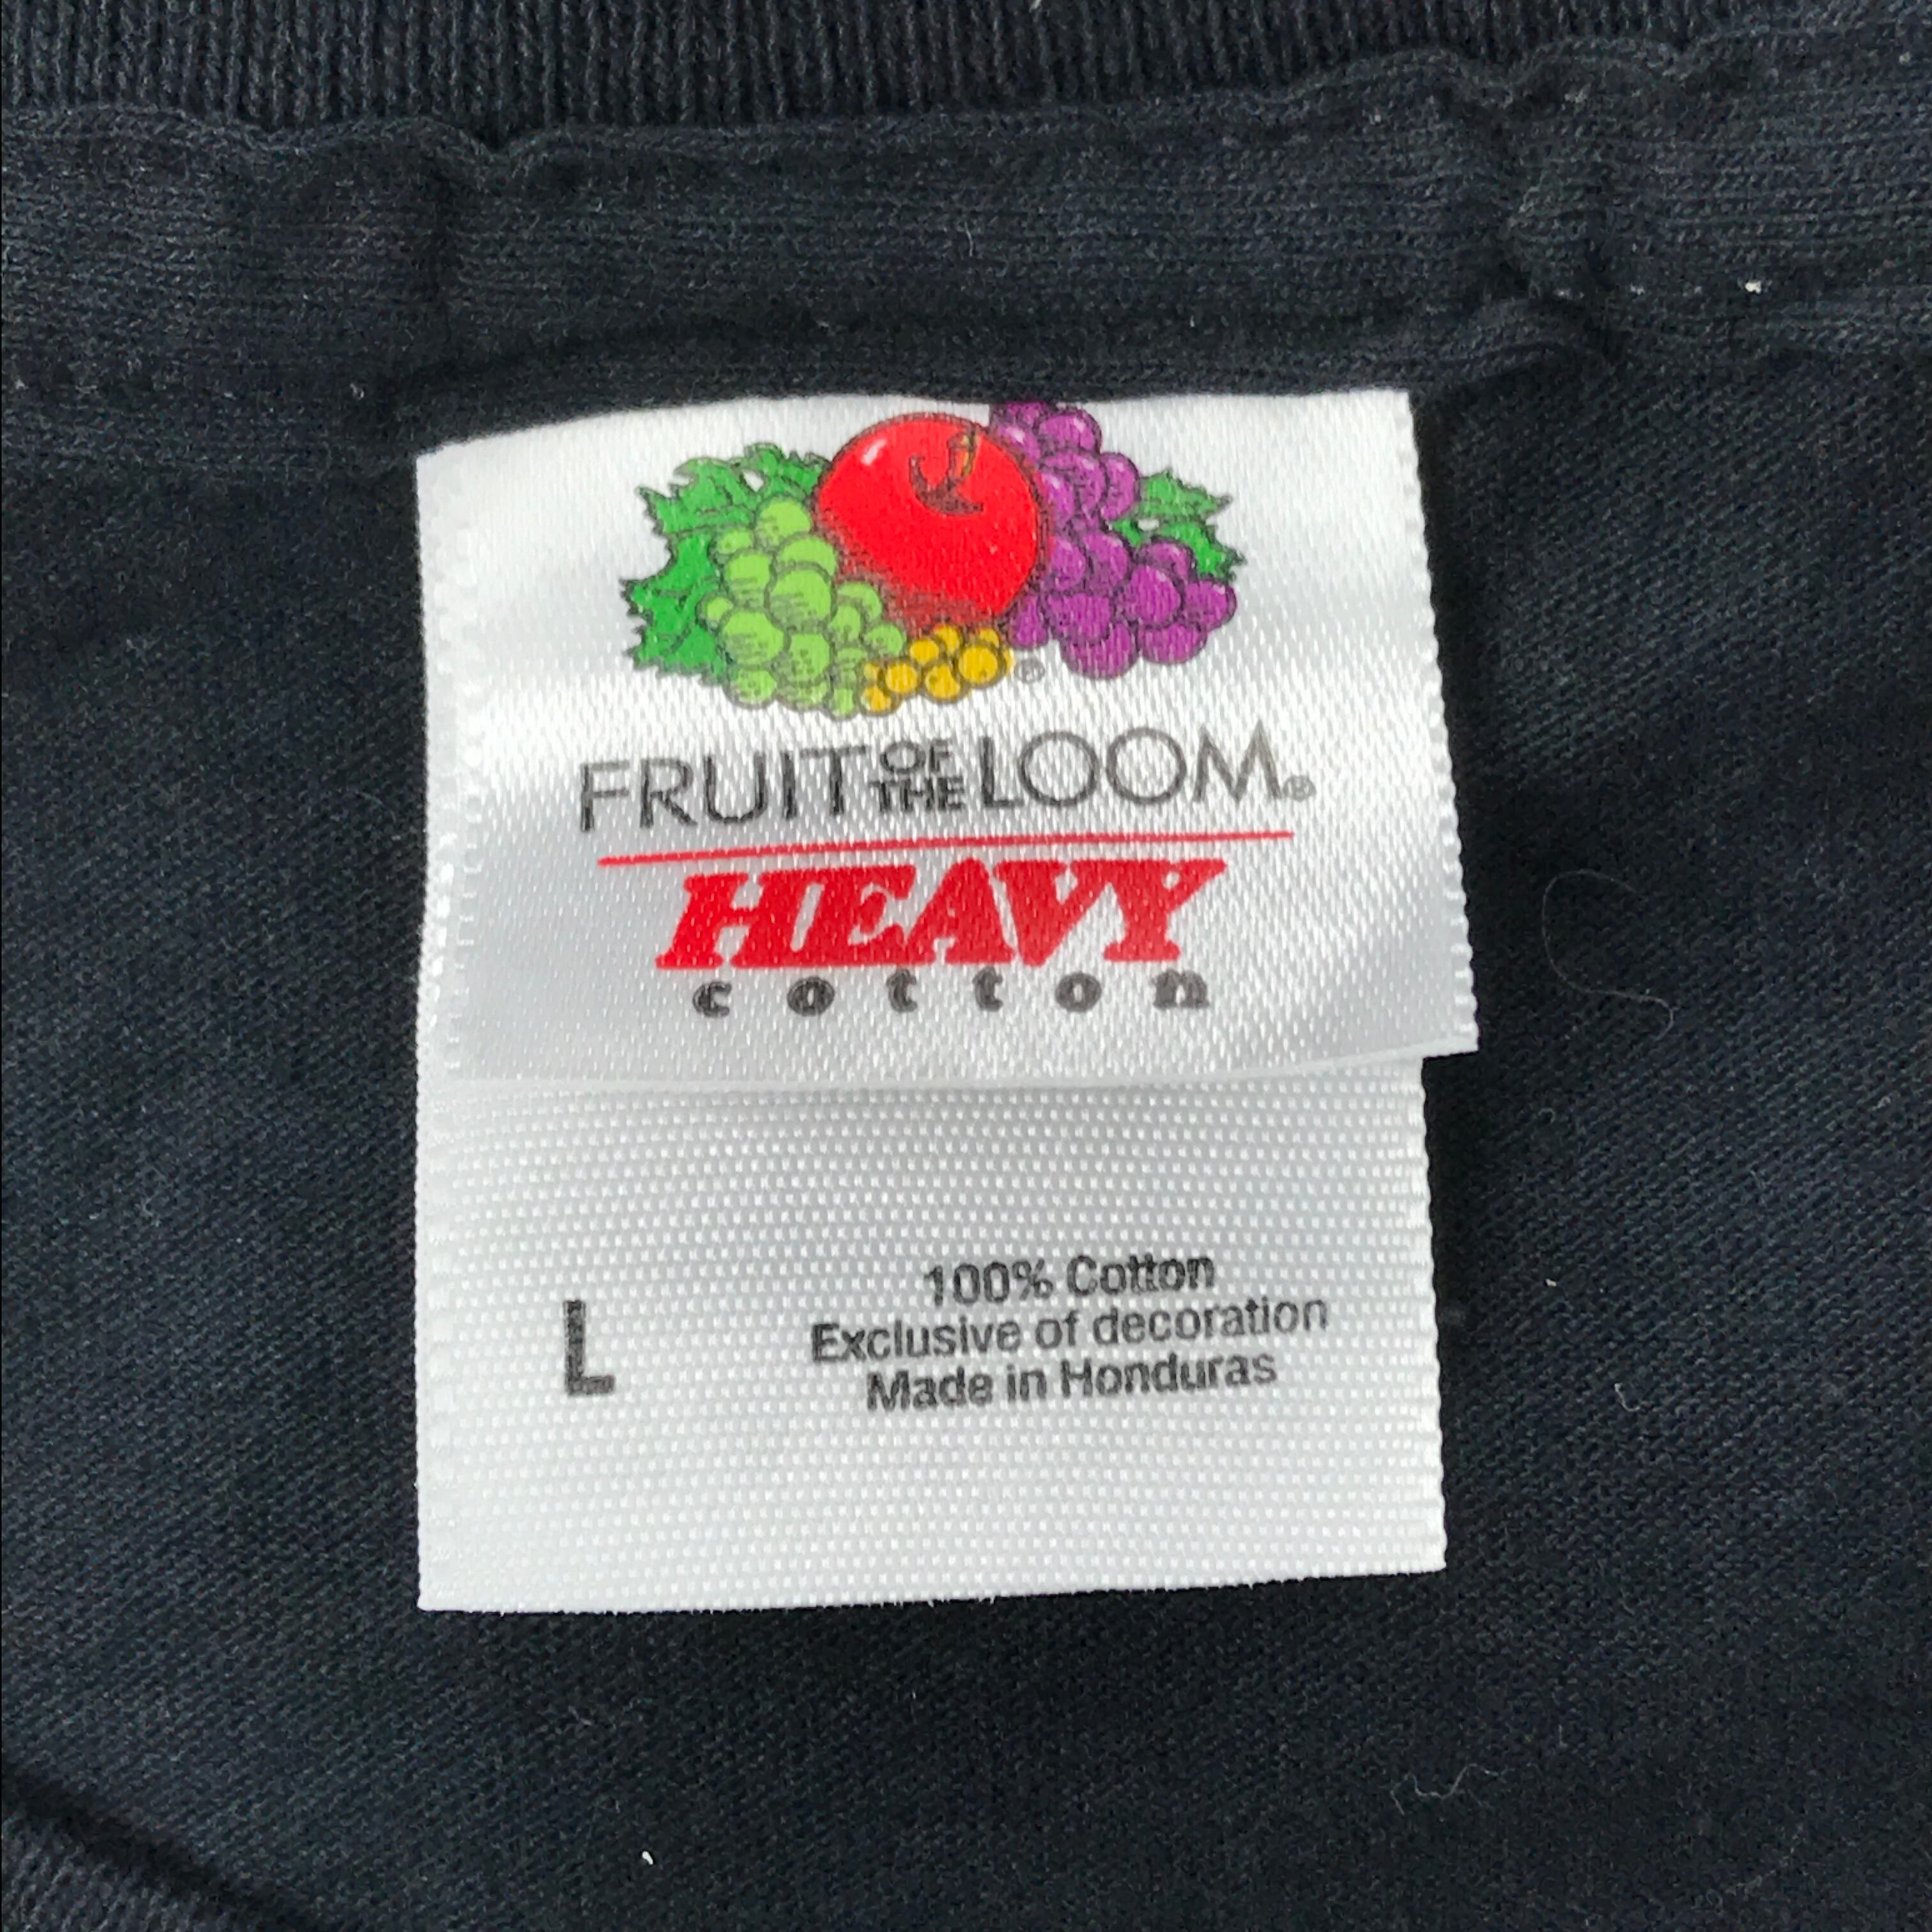 ®
FRUIT OF THE LOOM®
HEAVY
cotton
L
100% Cotton
Exclusive of decoration
Made in Honduras